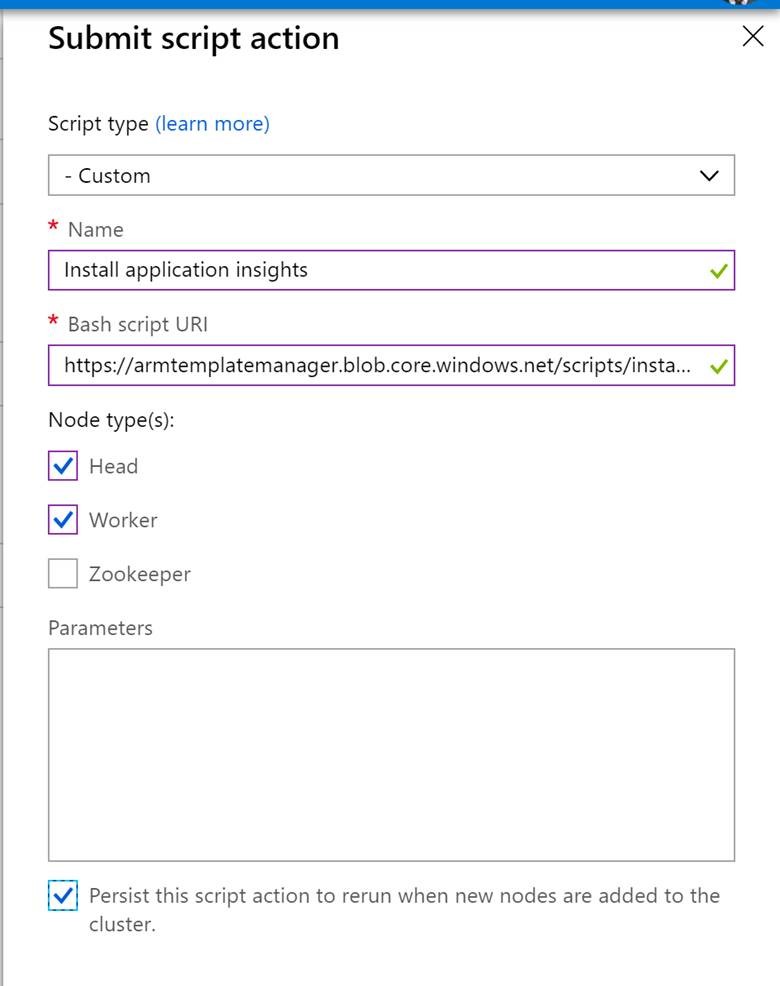 Submit script action
Script type (learn more)
- Custom
* Name
Install application insights
* Bash script URI
https://armtemplatemanager.blob.core.windows.net/scripts/insta...
Node type(s):
Head
Worker
Zookeeper
Parameters
Persist this script action to rerun when new nodes are added to the
cluster.